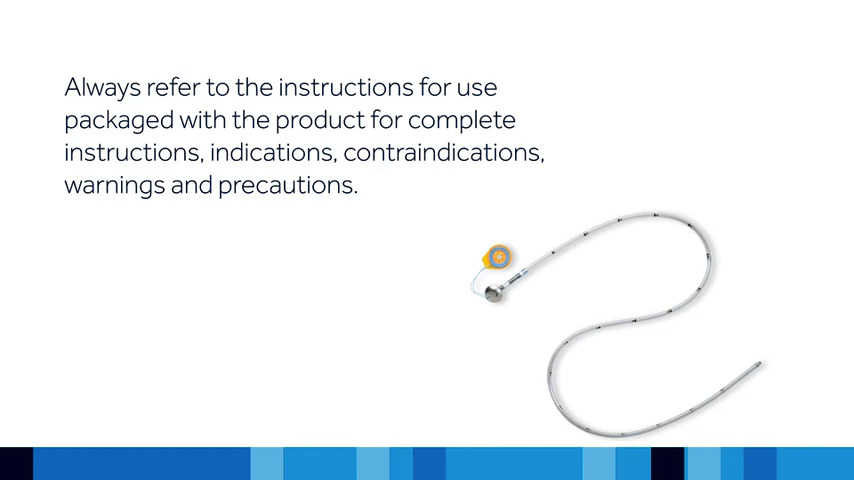 Always refer to the instructions for use
packaged with the product for complete
instructions, indications, contraindications,
warnings and precautions.